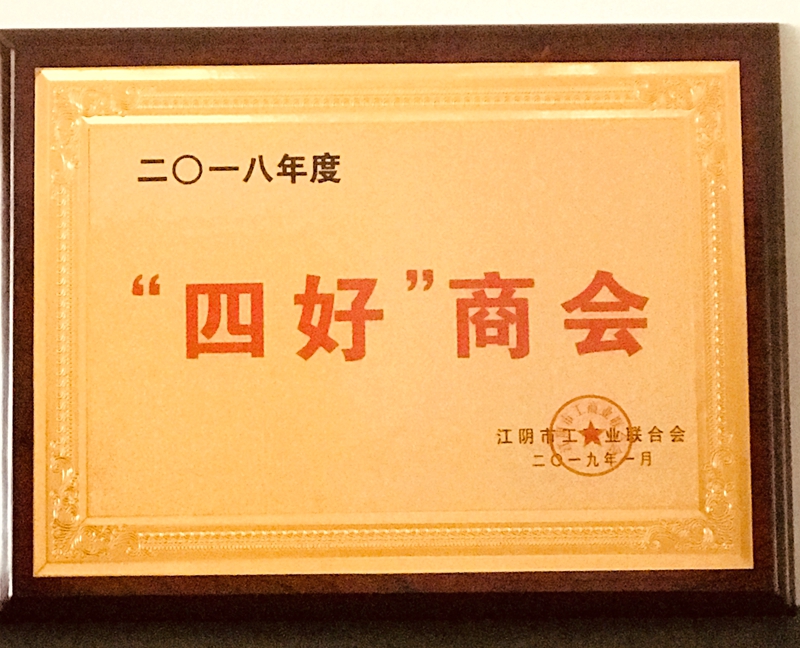 二〇一八年度
“四好”商会
江阴市工商业联合会
二〇一九年一月